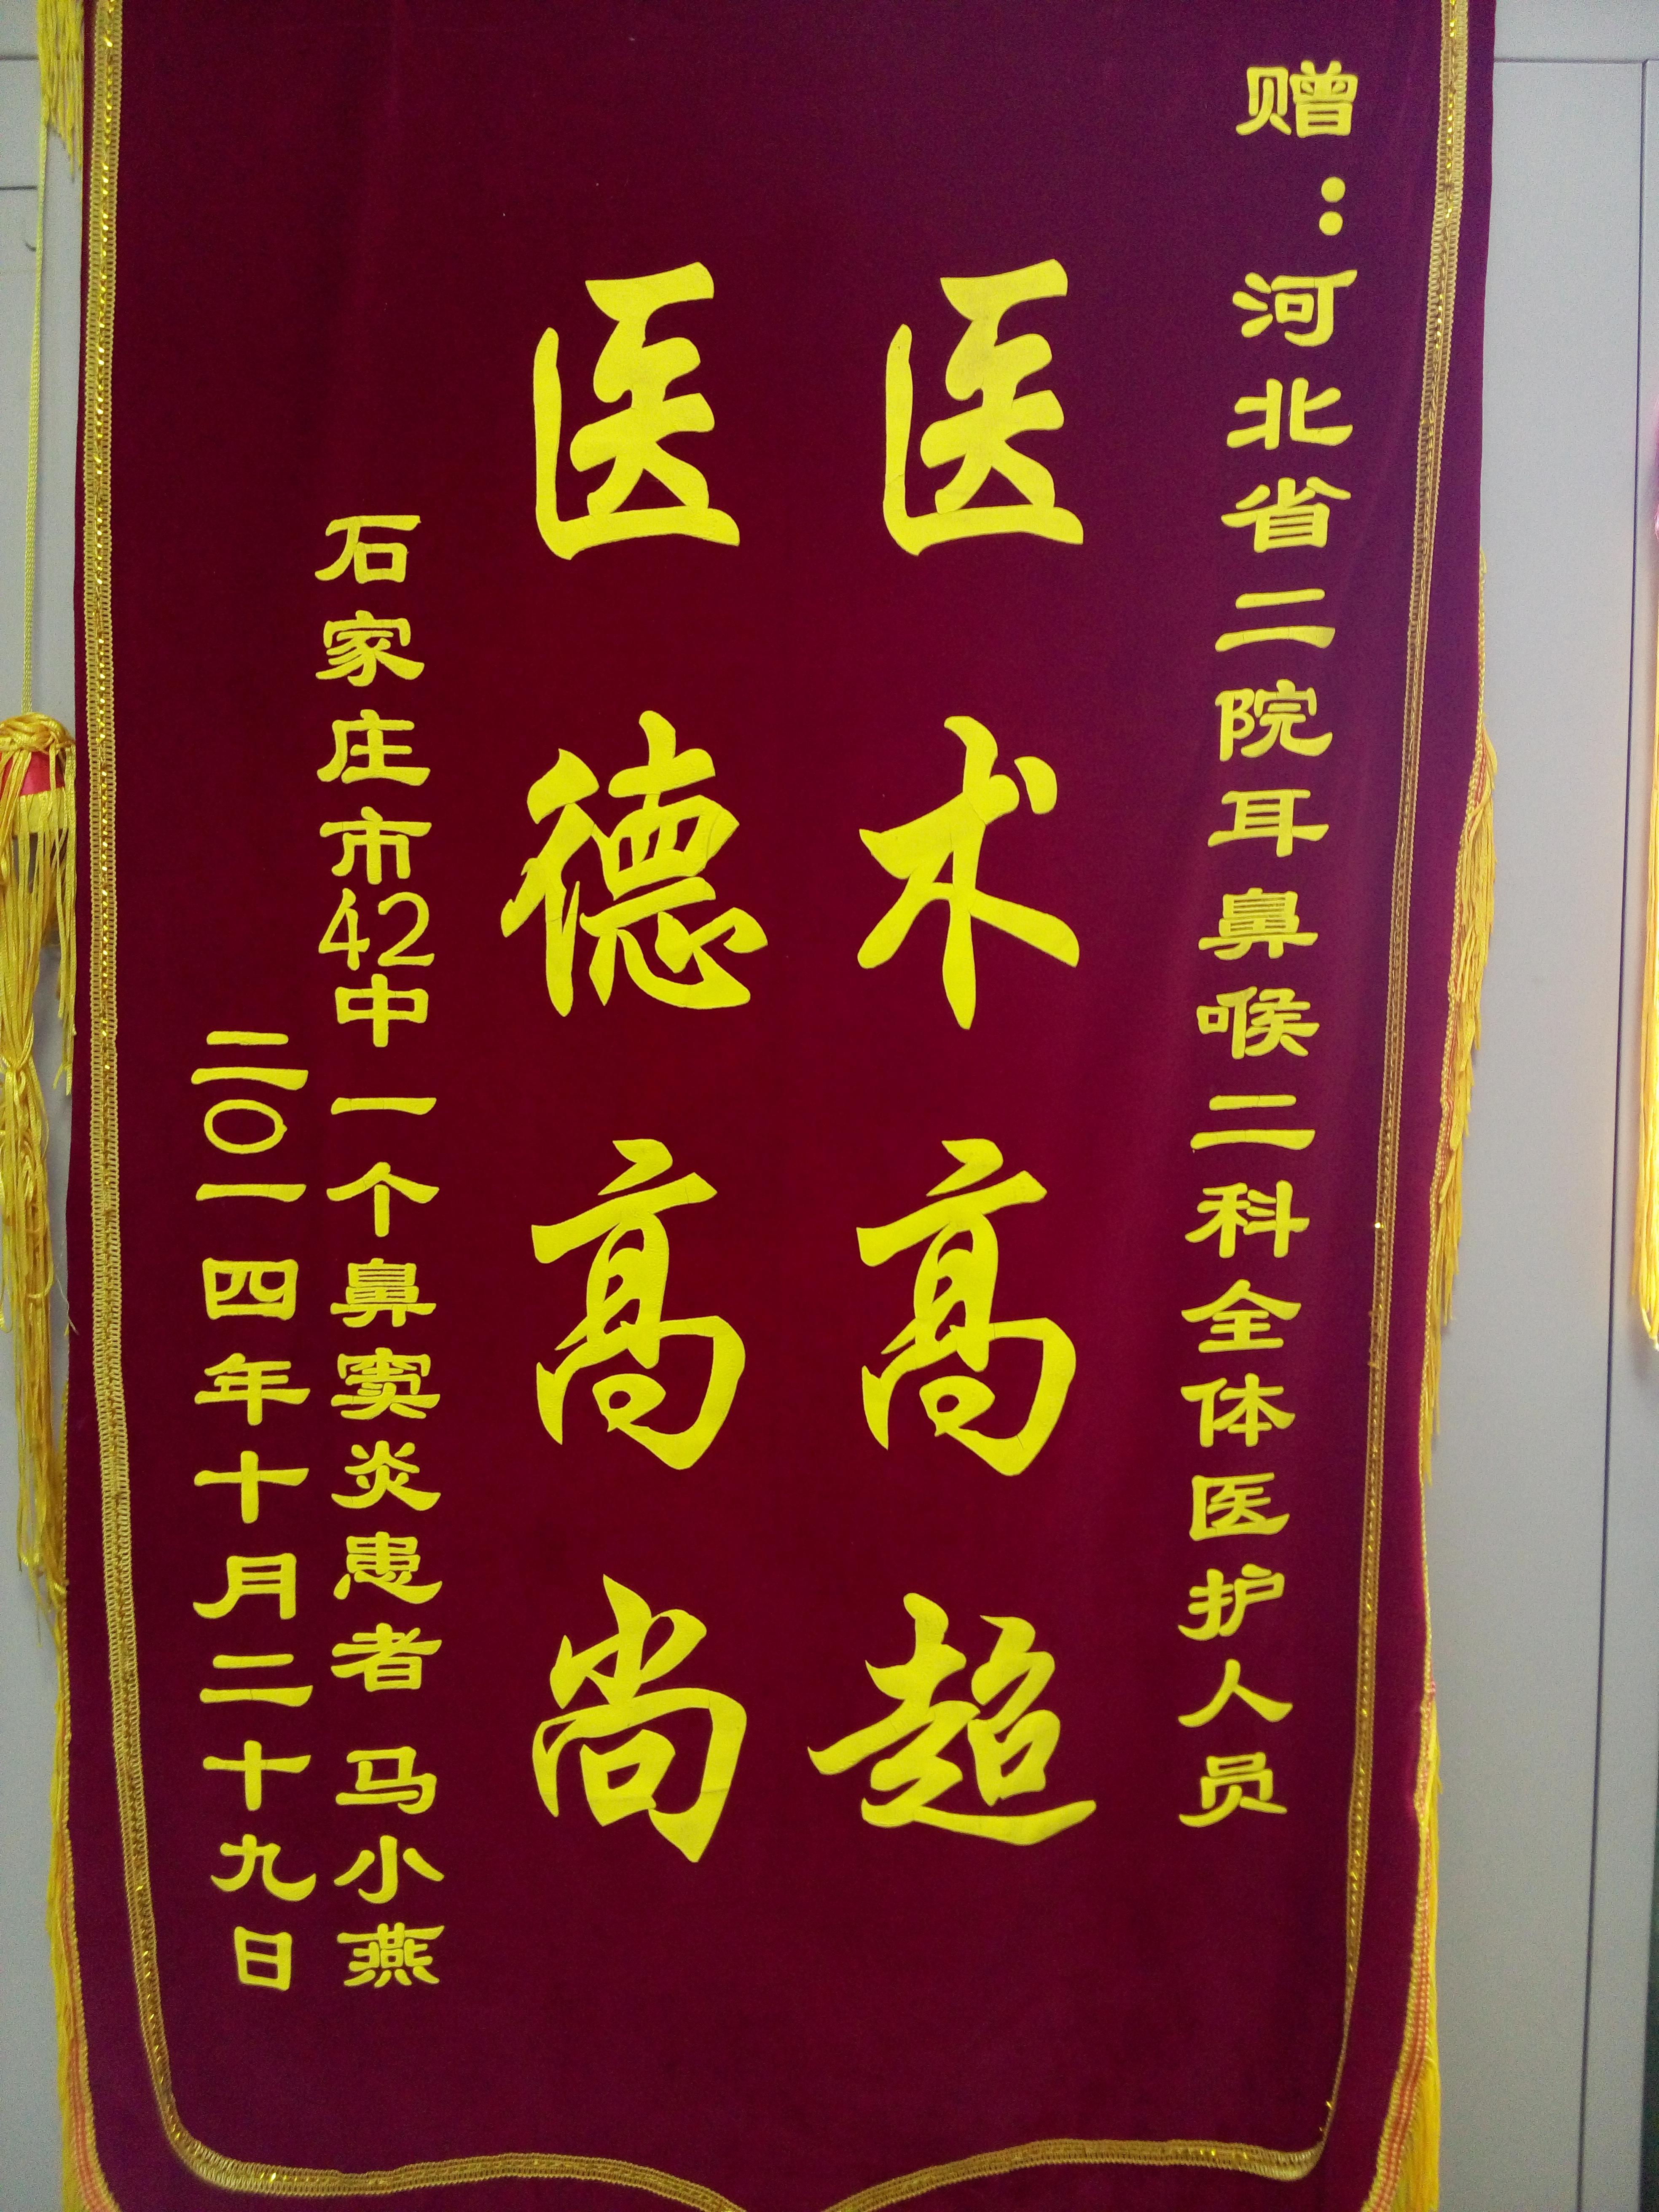 赠：河北省二院耳鼻喉二科全体医护人员
医术高超
医德高尚
石家庄市42中一个鼻窦炎患者 马小燕
二〇一四年十月二十九日